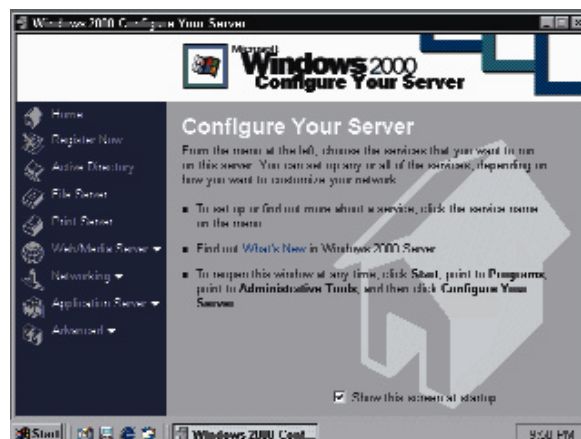 Windows 2000 Configure Your Server
Microsoft
Windows 2000
Configure Your Server
Home
Register Now
Active Directory
File Server
Print Server
Web/Media Server
Networking
Application Server
Advanced
Configure Your Server
From the menu at the left, choose the services that you want to run
on this server. You can set up any or all of the services, depending on
how you want to customize your network.
To set up or find out more about a service, click the service name
on the menu.
Find out What's New in Windows 2000 Server.
To reopen this window at any time, click Start, point to Programs,
point to Administrative Tools, and then click Configure Your
Server.
Show this screen at startup
Start
Windows 2000 Conf...
PM